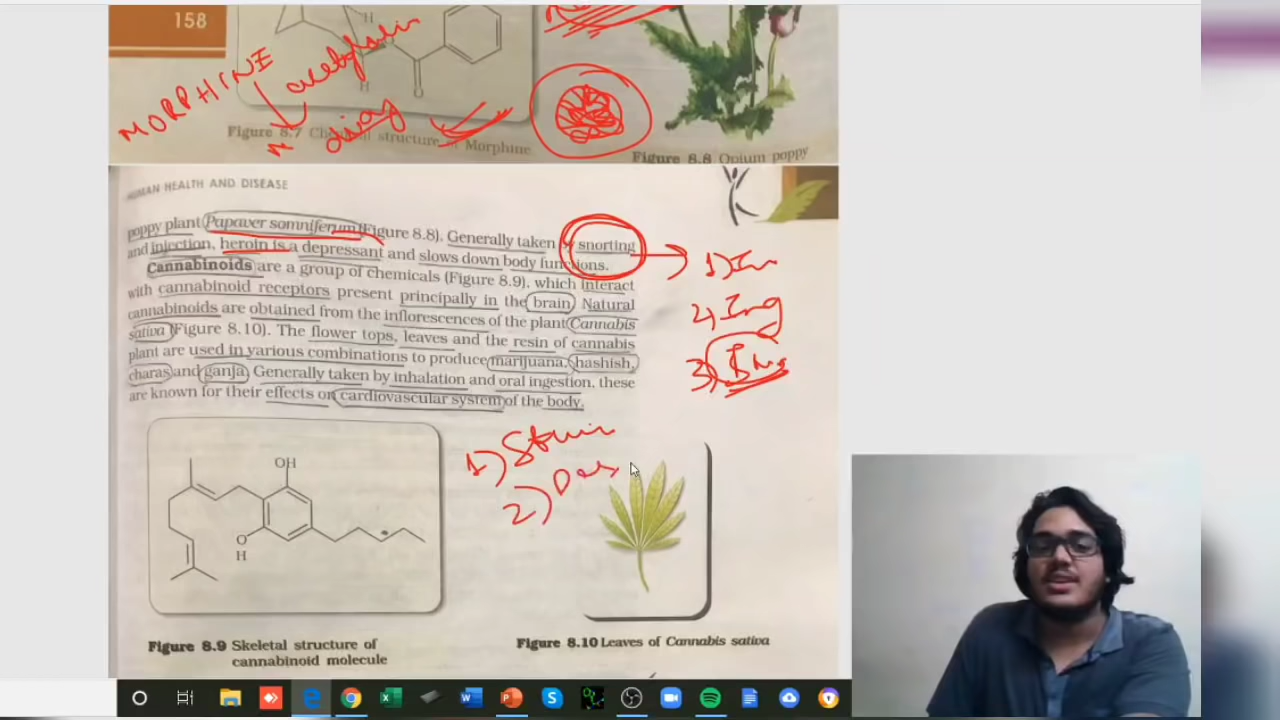 158
MORPHINE
H
H
O
Figure 8.7 Chemical structure of Morphine
Figure 8.8 Opium poppy
HUMAN HEALTH AND DISEASE
poppy plant Papaver somniferum (Figure 8.8). Generally taken by snorting
and injection, heroin is a depressant and slows down body functions.
Cannabinoids are a group of chemicals (Figure 8.9), which interact
with cannabinoid receptors present principally in the brain. Natural
cannabinoids are obtained from the inflorescences of the plant Cannabis
sativa (Figure 8.10). The flower tops, leaves and the resin of cannabis
plant are used in various combinations to produce marijuana, hashish,
charas and ganja. Generally taken by inhalation and oral ingestion, these
are known for their effects on cardiovascular system of the body.
1)
2) Ing
3)
1)
2)
OH
O
H
Figure 8.9 Skeletal structure of
cannabinoid molecule
Figure 8.10 Leaves of Cannabis sativa